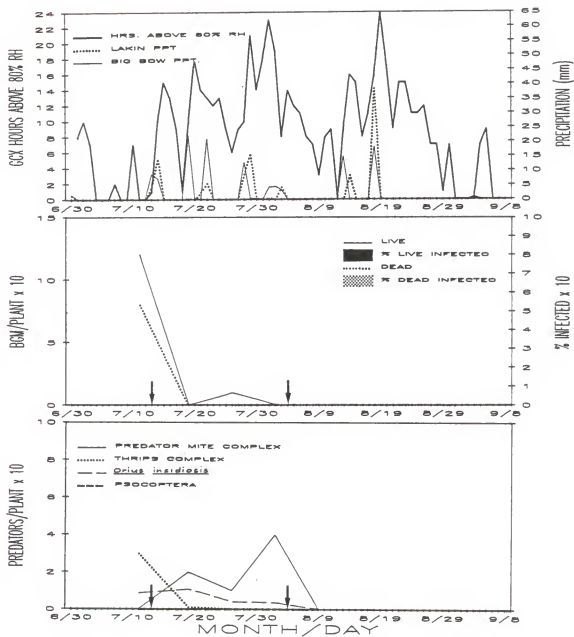 GCX HOURS ABOVE 80% RH
24
22
20
18
16
14
12
10
8
6
4
2
0
HRS. ABOVE 80% RH
LAKIN PPT
BIG BOW PPT
65
60
55
50
45
40
35
30
25
20
15
10
5
0
PRECIPITATION (mm)
6/30 7/10 7/20 7/30 8/9 8/19 8/29 9/8
BGM/PLANT x 10
15
10
5
0
LIVE
% LIVE INFECTED
DEAD
% DEAD INFECTED
10
9
8
7
6
5
4
3
2
1
0
% INFECTED x 10
6/30 7/10 7/20 7/30 8/9 8/19 8/29 9/8
PREDATORS/PLANT x 10
10
8
6
4
2
0
PREDATOR MITE COMPLEX
THRIPS COMPLEX
Orius insidiosis
PSOCOPTERA
6/30 7/10 7/20 7/30 8/9 8/19 8/29 9/8
MONTH/DAY